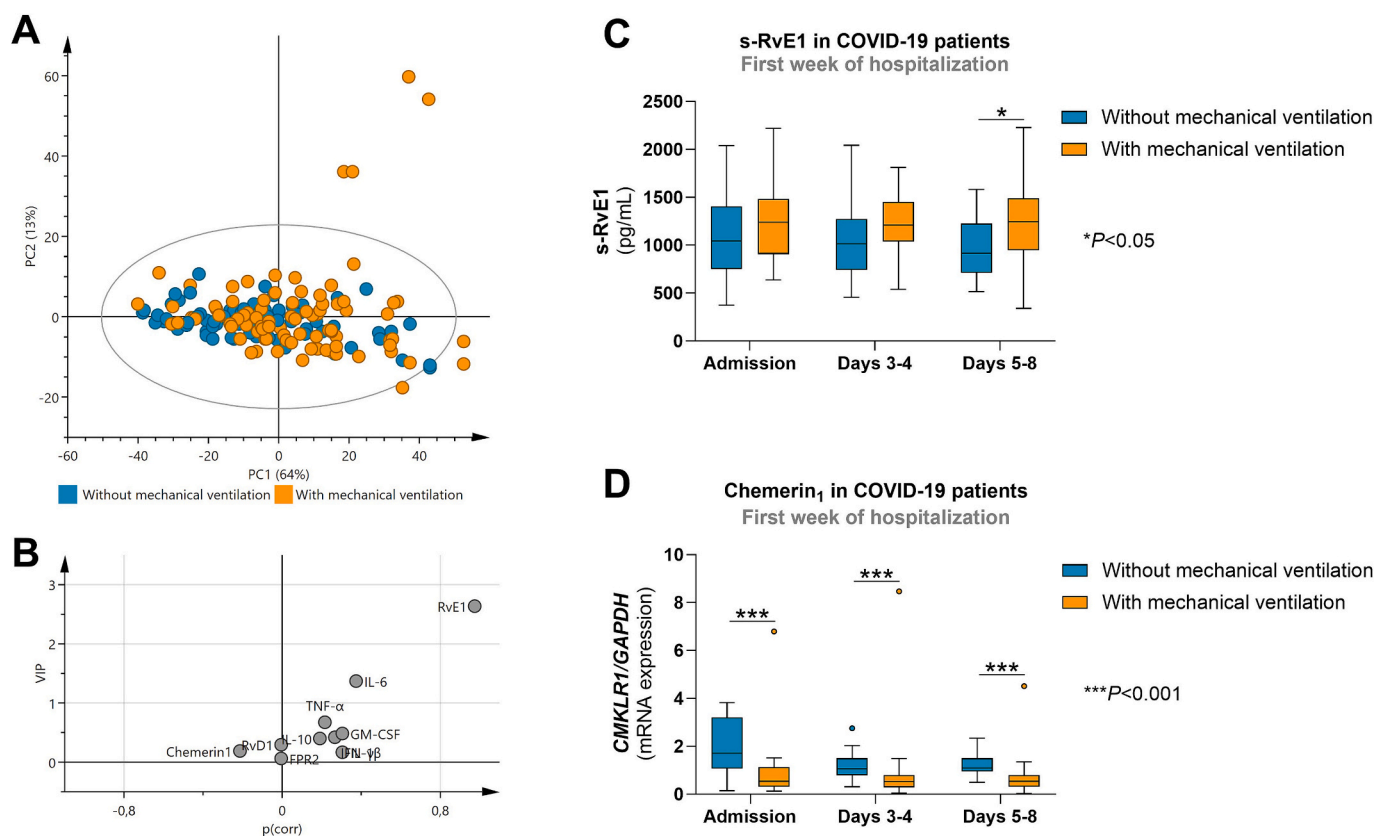 A
60
40
20
0
-20
PC2 (13%)
-60
-40
-20
0
20
40
PC1 (64%)
Without mechanical ventilation
With mechanical ventilation
B
3
2
1
0
VIP
RvE1
IL-6
TNF-α
GM-CSF
IL-10
RvD1
Chemerin1
FPR2
-0,8
0
0,8
p(corr)
C
s-RvE1 in COVID-19 patients
First week of hospitalization
2500
2000
1500
1000
500
0
s-RvE1
(pg/mL)
*
Admission
Days 3-4
Days 5-8
Without mechanical ventilation
With mechanical ventilation
*P<0.05
D
Chemerin₁ in COVID-19 patients
First week of hospitalization
10
8
6
4
2
0
CMKLR1/GAPDH
(mRNA expression)
***
***
***
Admission
Days 3-4
Days 5-8
Without mechanical ventilation
With mechanical ventilation
***P<0.001